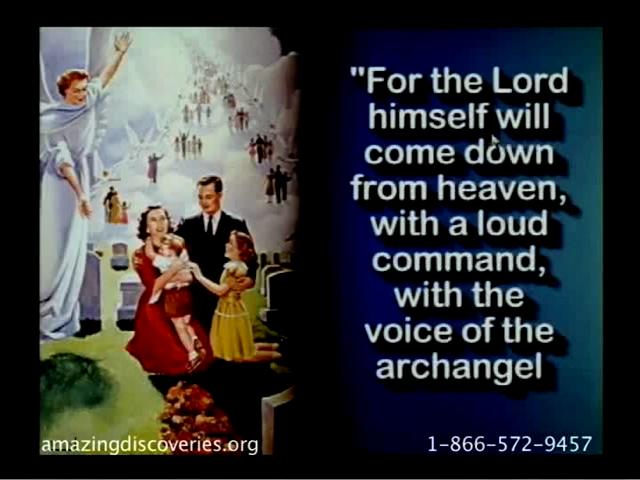 "For the Lord
himself will
come down
from heaven,
with a loud
command,
with the
voice of the
archangel
amazingdiscoveries.org
1-866-572-9457